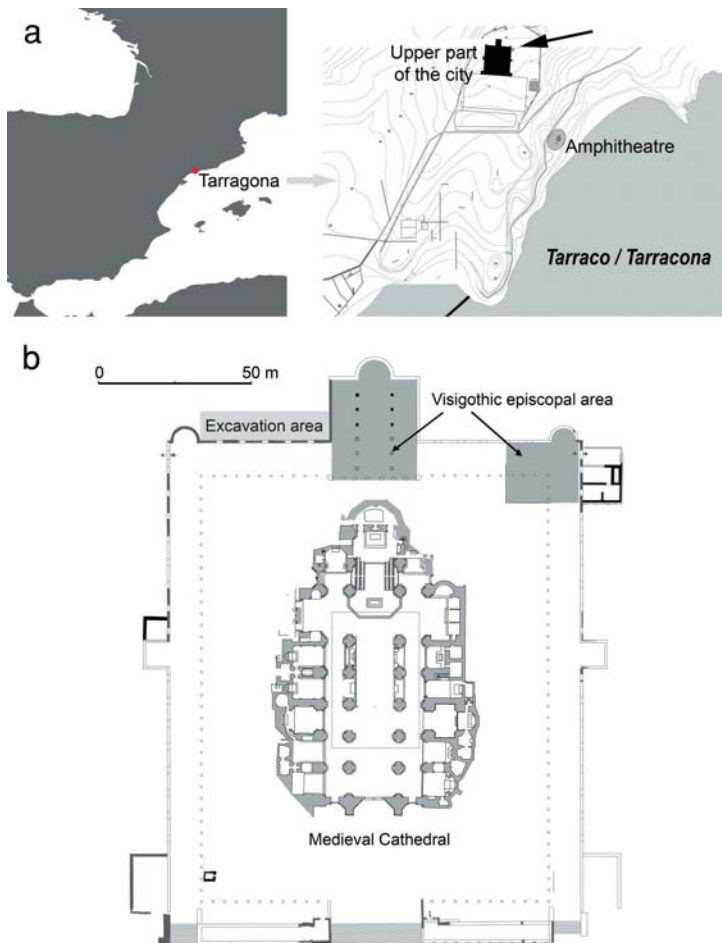 a
Upper part
of the city
Tarragona
Amphitheatre
Tarraco / Tarracona
b
0 50 m
Visigothic episcopal area
Excavation area
Medieval Cathedral